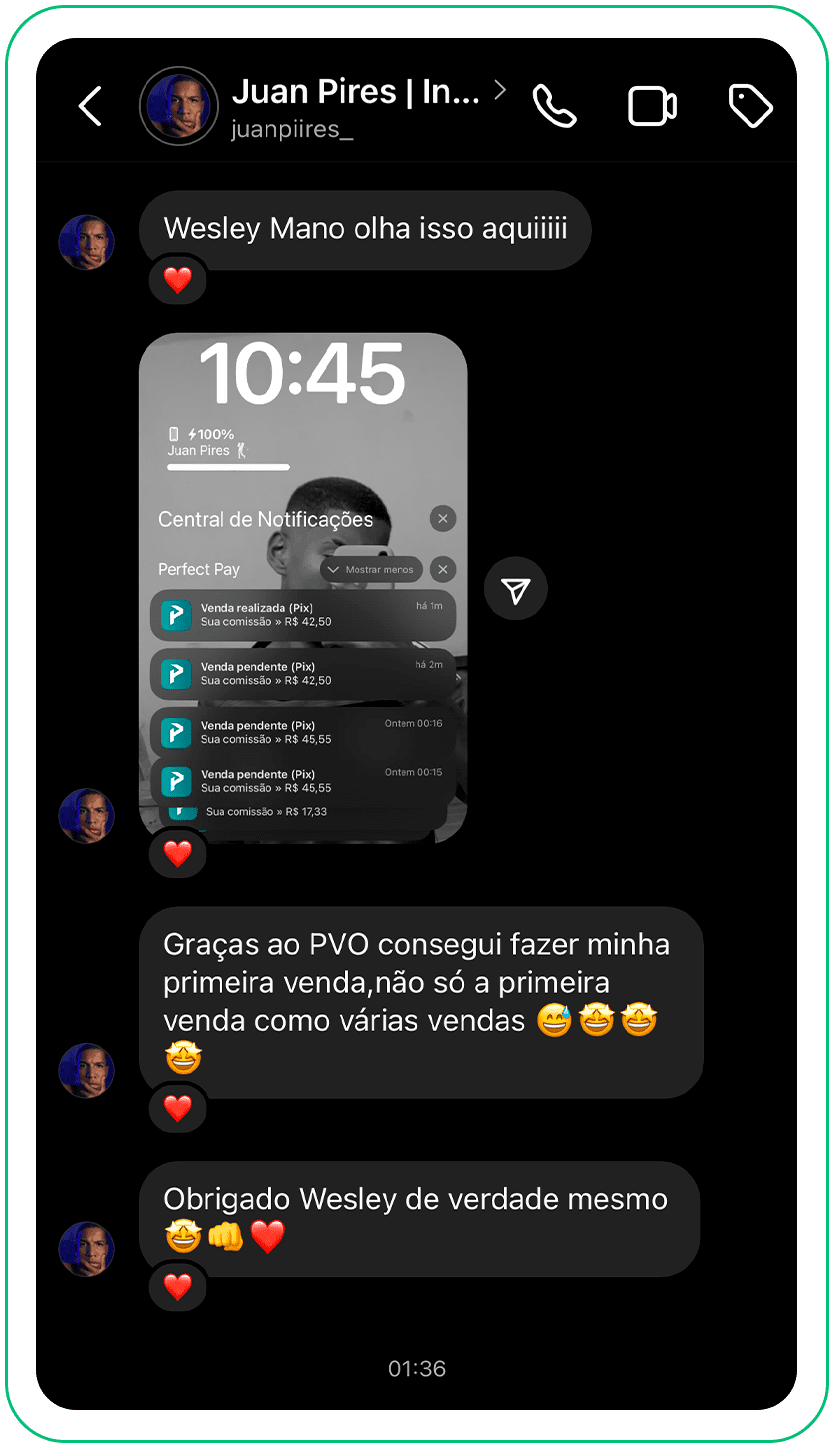 Juan Pires | In...
juanpiires_
Wesley Mano olha isso aquiiiii
❤️
10:45
100%
Juan Pires
Central de Notificações
Perfect Pay
Mostrar menos
Venda realizada (Pix)
há 1m
Sua comissão » R$ 42,50
Venda pendente (Pix)
há 2m
Sua comissão » R$ 42,50
Venda pendente (Pix)
Ontem 00:16
Sua comissão » R$ 45,55
Venda pendente (Pix)
Ontem 00:15
Sua comissão » R$ 45,55
Sua comissão » R$ 17,33
❤️
Graças ao PVO consegui fazer minha
primeira venda,não só a primeira
venda como várias vendas 😅🤩🤩
🤩
❤️
Obrigado Wesley de verdade mesmo
🤩👊❤️
❤️
01:36